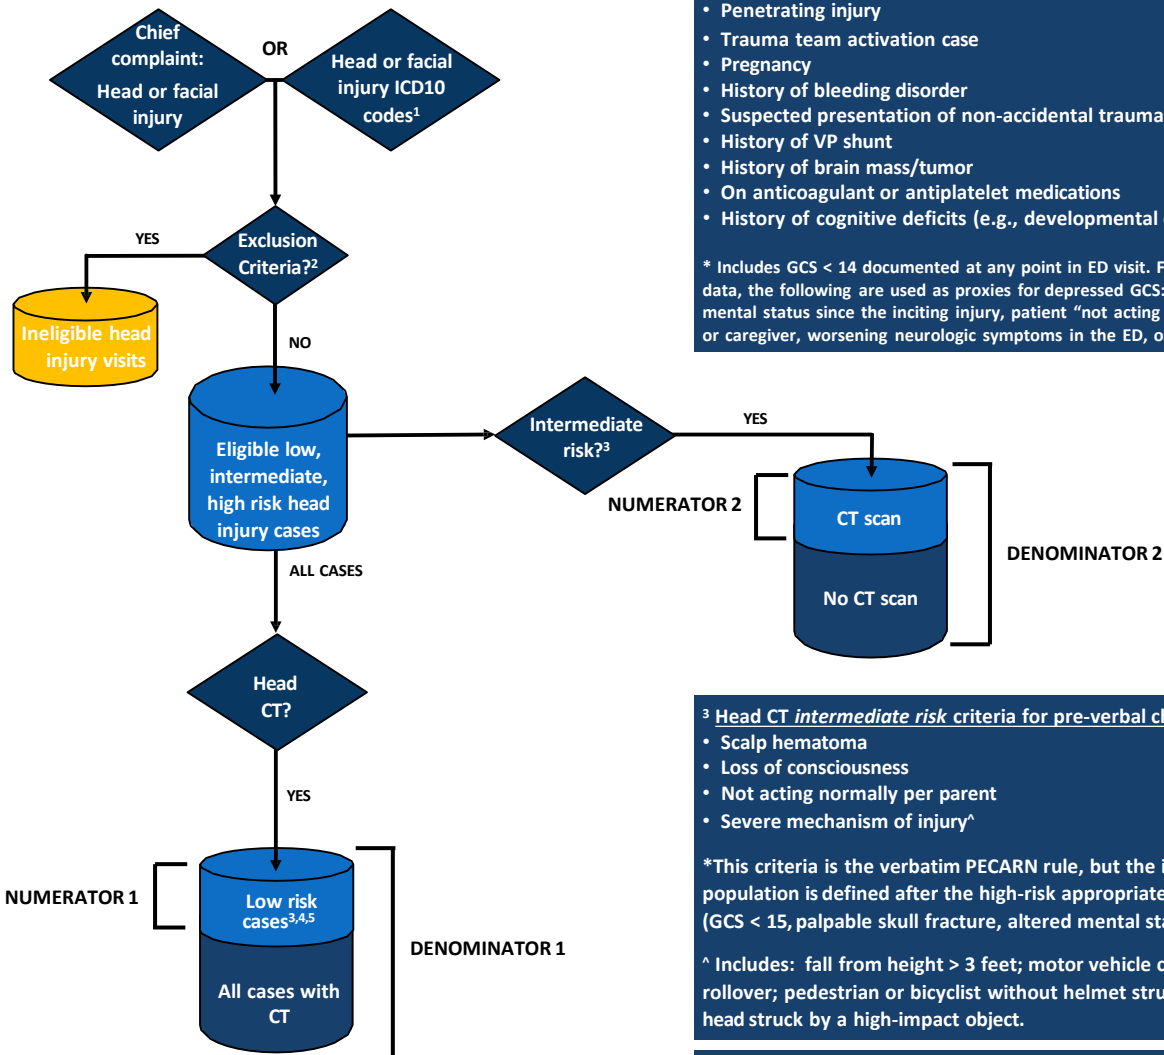 Chief
complaint:
Head or facial
injury
OR
Head or facial
injury ICD10
codes¹
• Penetrating injury
• Trauma team activation case
• Pregnancy
• History of bleeding disorder
• Suspected presentation of non-accidental trauma
• History of VP shunt
• History of brain mass/tumor
• On anticoagulant or antiplatelet medications
• History of cognitive deficits (e.g., developmental
* Includes GCS < 14 documented at any point in ED visit. F
data, the following are used as proxies for depressed GCS:
mental status since the inciting injury, patient “not acting
or caregiver, worsening neurologic symptoms in the ED, o
YES
Exclusion
Criteria?²
Ineligible head
injury visits
NO
Eligible low,
intermediate,
high risk head
injury cases
Intermediate
risk?³
YES
NUMERATOR 2
CT scan
No CT scan
DENOMINATOR 2
ALL CASES
Head
CT?
YES
NUMERATOR 1
Low risk
cases³,⁴,⁵
All cases with
CT
DENOMINATOR 1
³ Head CT intermediate risk criteria for pre-verbal c
• Scalp hematoma
• Loss of consciousness
• Not acting normally per parent
• Severe mechanism of injury^
*This criteria is the verbatim PECARN rule, but the i
population is defined after the high-risk appropriate
(GCS < 15, palpable skull fracture, altered mental sta
^ Includes: fall from height > 3 feet; motor vehicle c
rollover; pedestrian or bicyclist without helmet stru
head struck by a high-impact object.